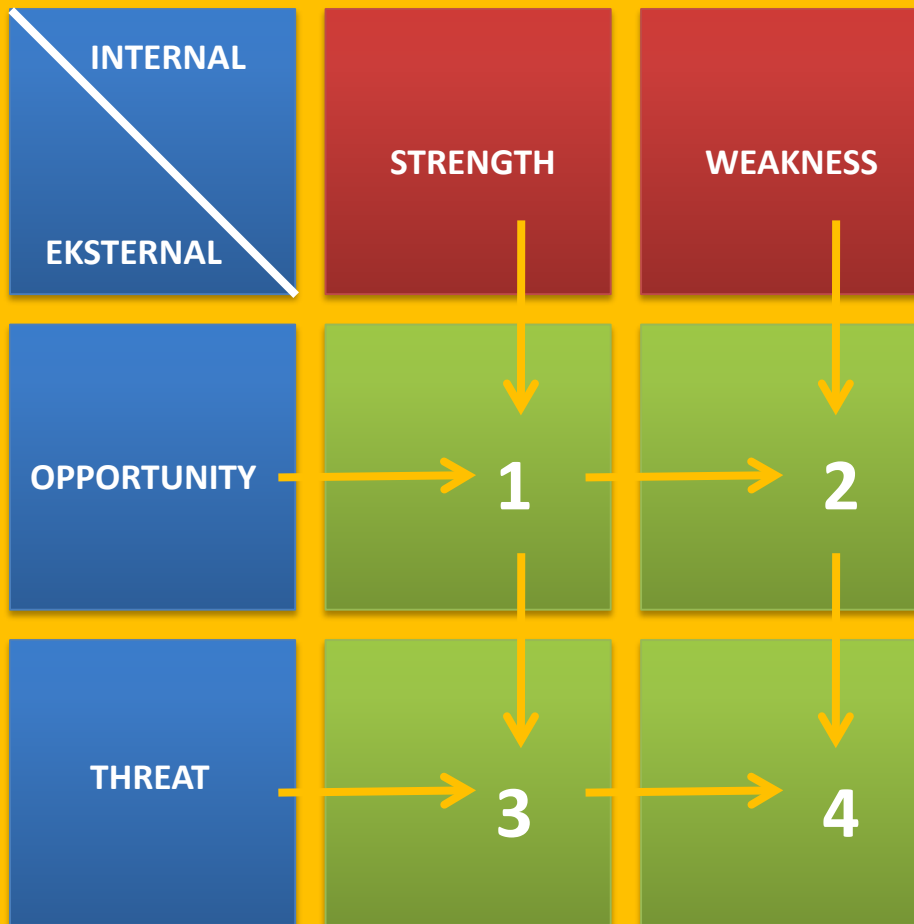 INTERNAL
EKSTERNAL
STRENGTH
WEAKNESS
OPPORTUNITY
1
2
THREAT
3
4